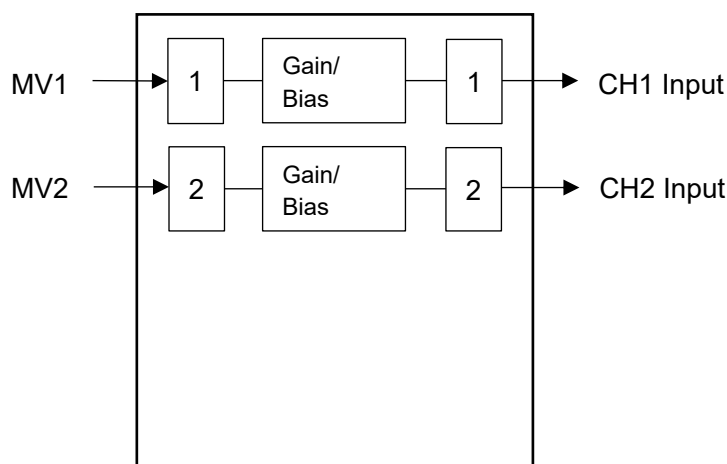 MV1
1
Gain/
Bias
1
CH1 Input
MV2
2
Gain/
Bias
2
CH2 Input